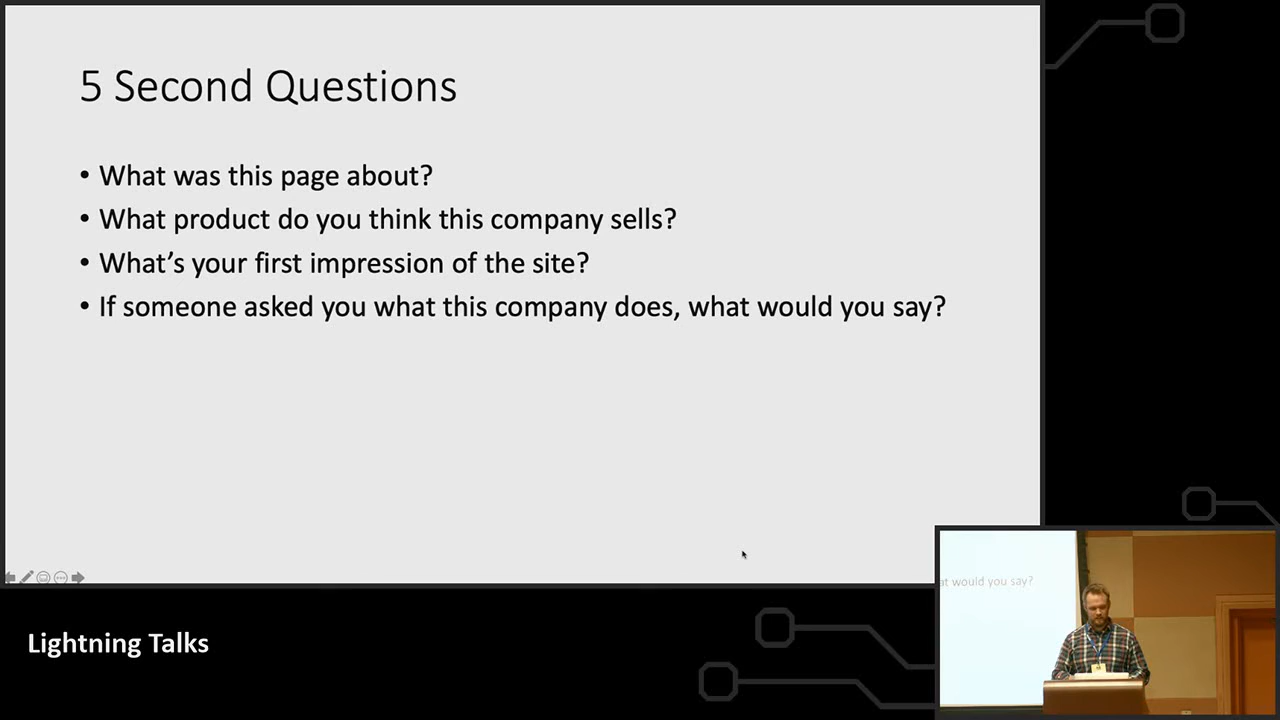 5 Second Questions
• What was this page about?
• What product do you think this company sells?
• What's your first impression of the site?
• If someone asked you what this company does, what would you say?
at would you say?
Lightning Talks